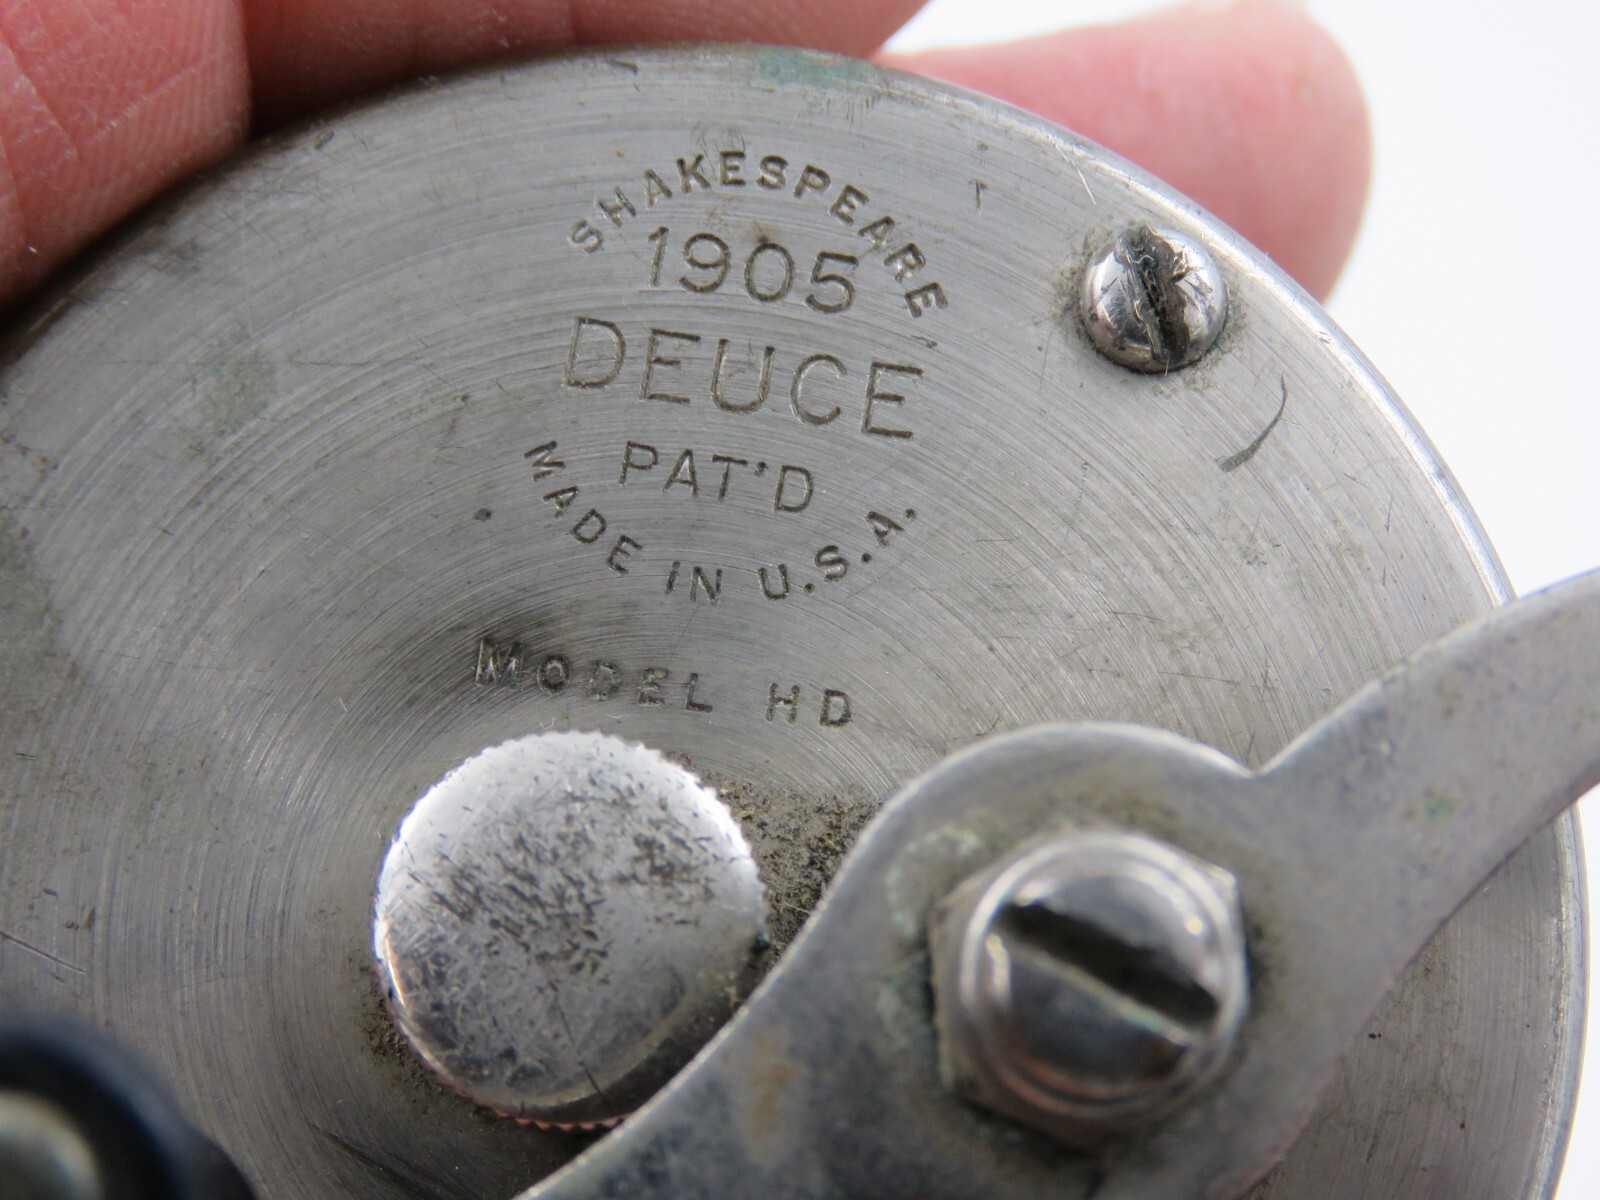 SHAKESPEARE
1905
DEUCE
PAT'D
MADE IN U.S.A.
MODEL HD